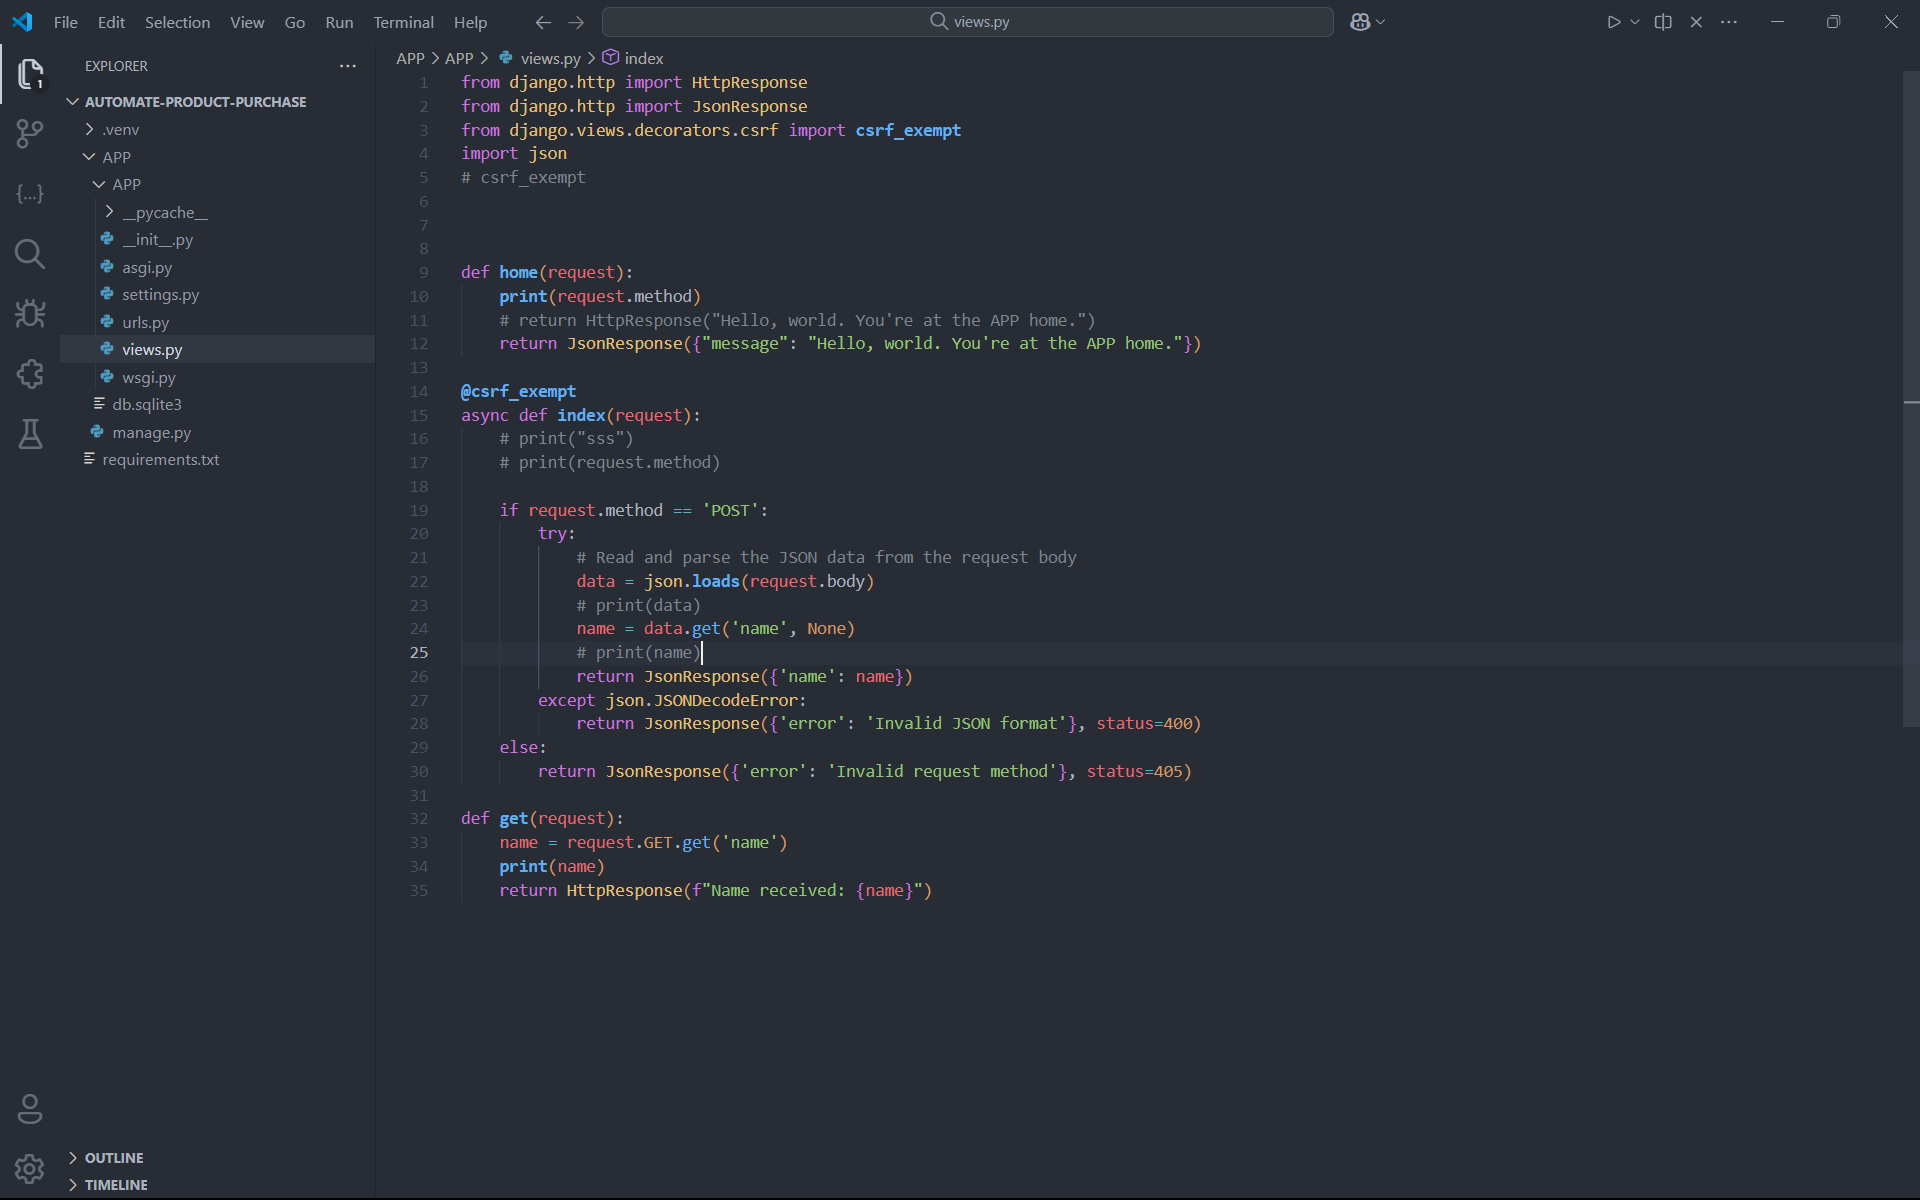 File Edit Selection View Go Run Terminal Help
views.py
EXPLORER
1
AUTOMATE-PRODUCT-PURCHASE
.venv
APP
APP
__pycache__
__init__.py
asgi.py
settings.py
urls.py
views.py
wsgi.py
db.sqlite3
manage.py
requirements.txt
OUTLINE
TIMELINE
APP > APP > views.py > index
1 from django.http import HttpResponse
2 from django.http import JsonResponse
3 from django.views.decorators.csrf import csrf_exempt
4 import json
5 # csrf_exempt
6
7
8
9 def home(request):
10     print(request.method)
11     # return HttpResponse("Hello, world. You're at the APP home.")
12     return JsonResponse({"message": "Hello, world. You're at the APP home."})
13
14 @csrf_exempt
15 async def index(request):
16     # print("sss")
17     # print(request.method)
18
19     if request.method == 'POST':
20         try:
21             # Read and parse the JSON data from the request body
22             data = json.loads(request.body)
23             # print(data)
24             name = data.get('name', None)
25             # print(name)
26             return JsonResponse({'name': name})
27         except json.JSONDecodeError:
28             return JsonResponse({'error': 'Invalid JSON format'}, status=400)
29     else:
30         return JsonResponse({'error': 'Invalid request method'}, status=405)
31
32 def get(request):
33     name = request.GET.get('name')
34     print(name)
35     return HttpResponse(f"Name received: {name}")